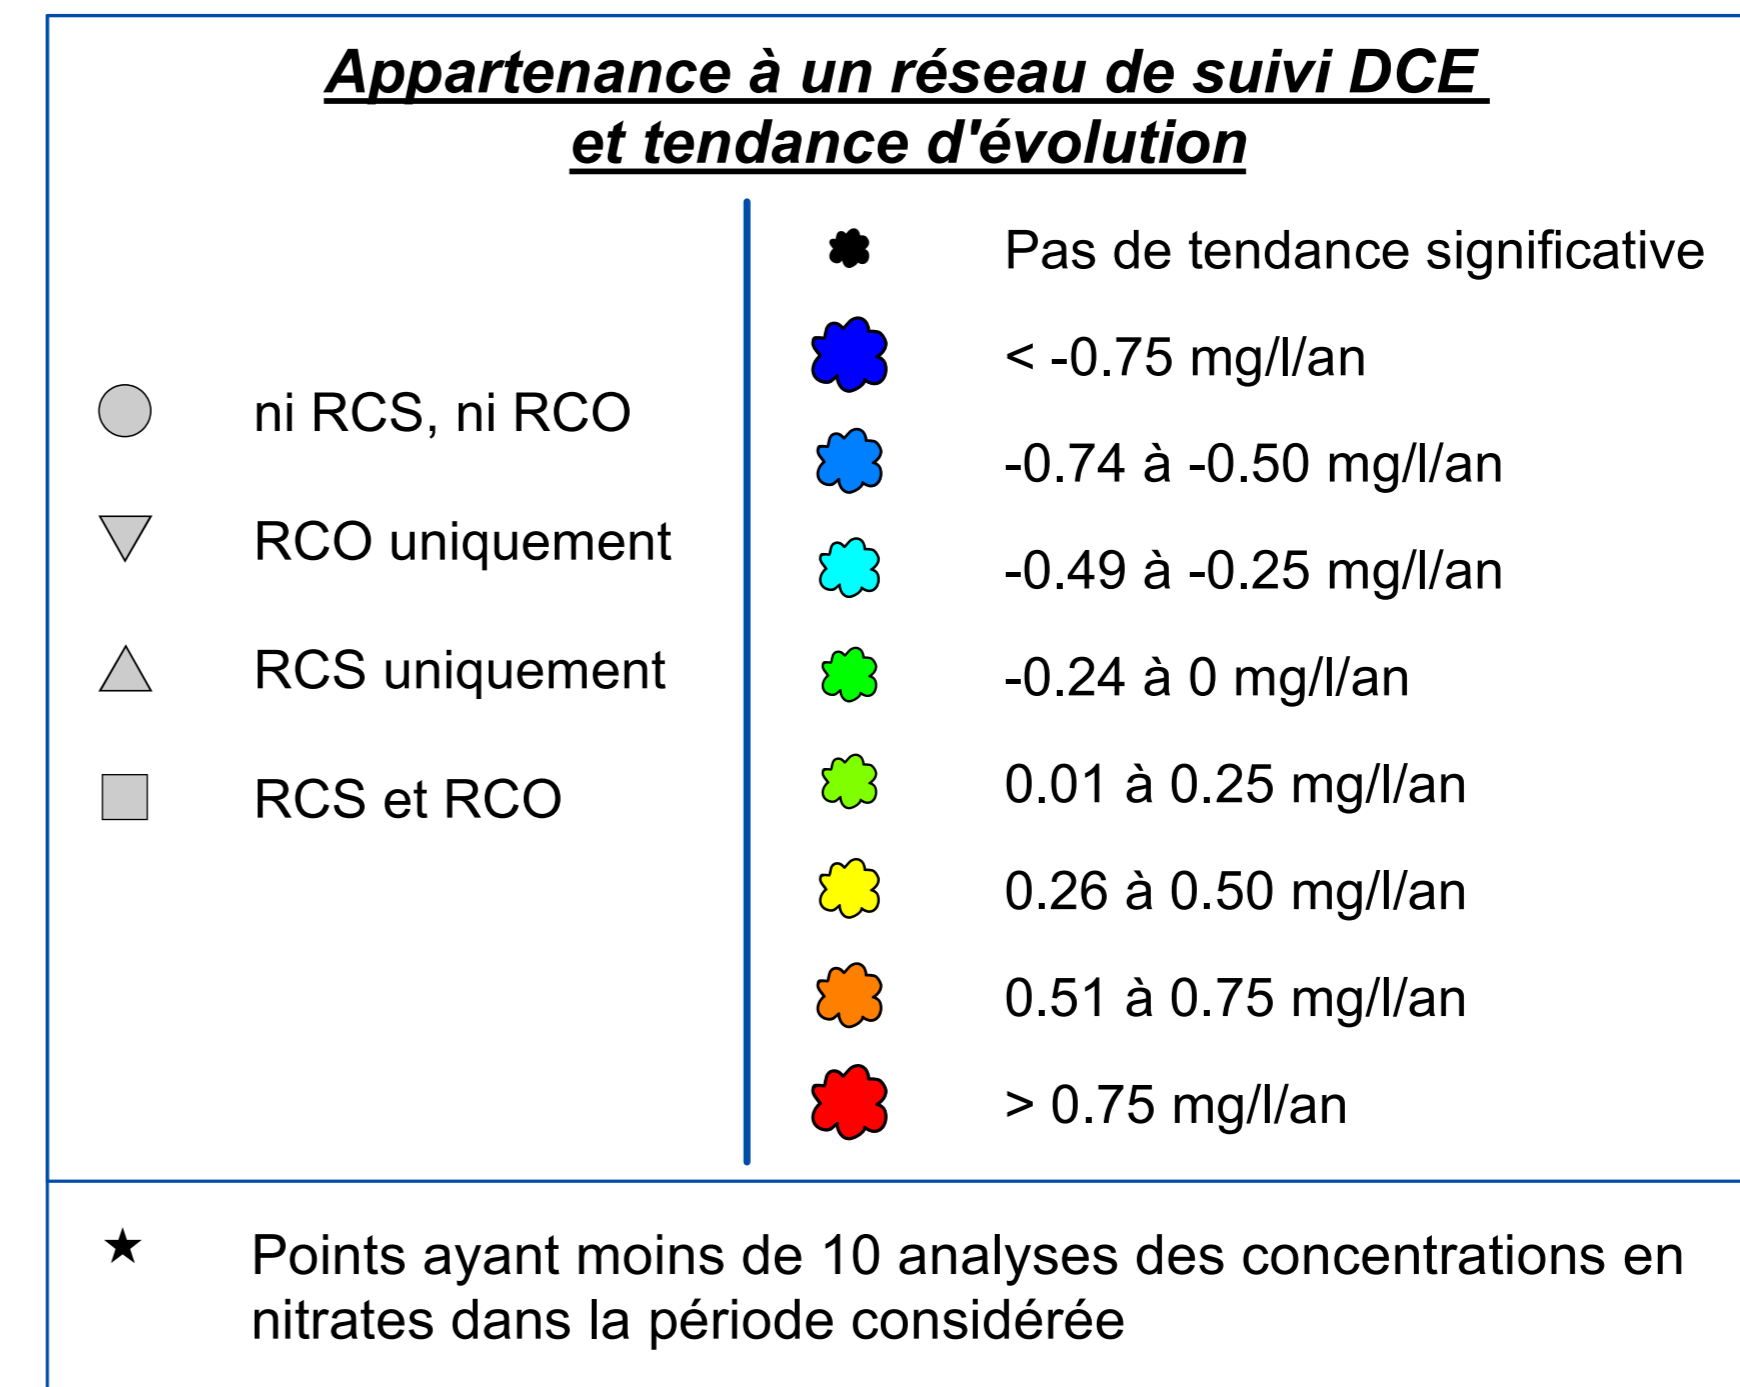 Appartenance à un réseau de suivi DCE
et tendance d'évolution
ni RCS, ni RCO
RCO uniquement
RCS uniquement
RCS et RCO
Pas de tendance significative
< -0.75 mg/l/an
-0.74 à -0.50 mg/l/an
-0.49 à -0.25 mg/l/an
-0.24 à 0 mg/l/an
0.01 à 0.25 mg/l/an
0.26 à 0.50 mg/l/an
0.51 à 0.75 mg/l/an
> 0.75 mg/l/an
Points ayant moins de 10 analyses des concentrations en
nitrates dans la période considérée